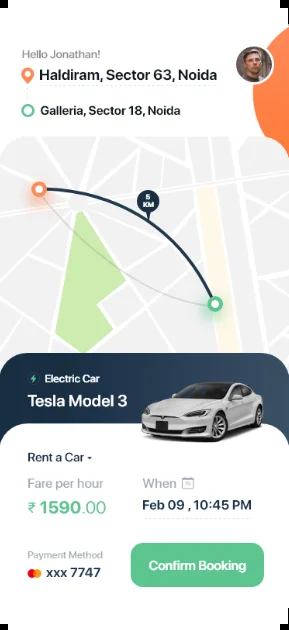 Hello Jonathan!
Haldiram, Sector 63, Noida
Galleria, Sector 18, Noida
5
KM
Electric Car
Tesla Model 3
Rent a Car
Fare per hour
₹ 1590.00
When
Feb 09 , 10:45 PM
Payment Method
xxx 7747
Confirm Booking